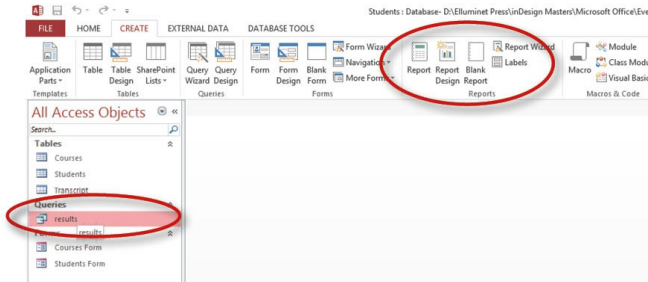 Students : Database- D:\Elluminet Press\inDesign Masters\Microsoft Office\Eve
FILE HOME CREATE EXTERNAL DATA DATABASE TOOLS
Application Parts
Table
Table Design
SharePoint Lists
Templates
Tables
Query Wizard
Query Design
Queries
Form
Form Design
Blank Form
Form Wizard
Navigation
More Forms
Forms
Report
Report Design
Blank Report
Report Wizard
Labels
Reports
Macro
Module
Class Modu
Visual Basi
Macros & Code
All Access Objects
Search...
Tables
Courses
Students
Transcript
Queries
results
results
Courses Form
Students Form